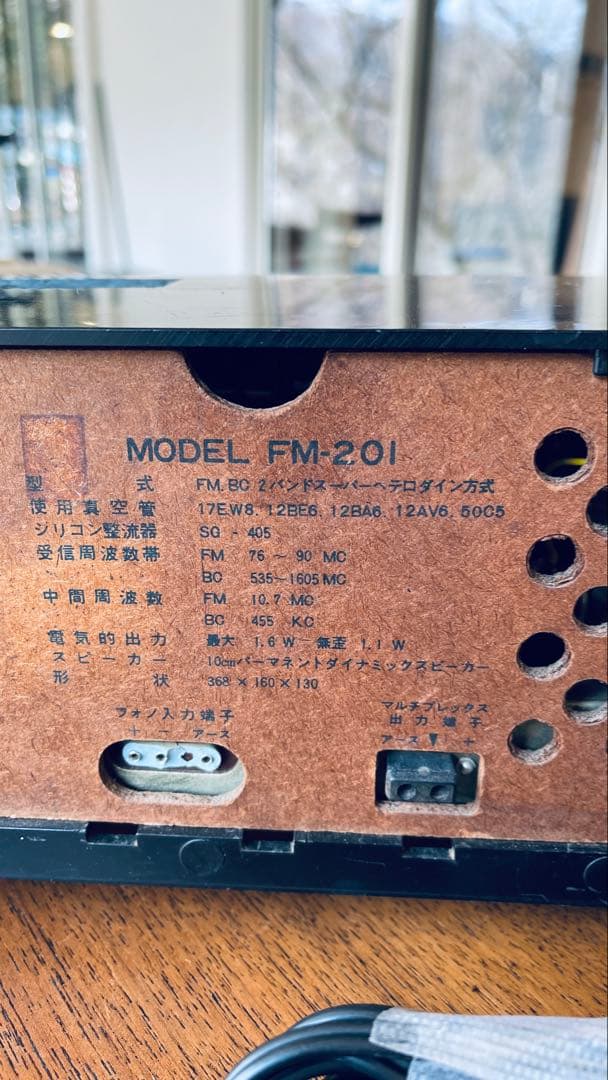 MODEL FM-201
型 式 FM.BC 2バンドスーパーヘテロダイン方式
使用真空管 17EW8. 12BE6. 12BA6. 12AV6. 50C5
シリコン整流器 SG - 405
受信周波数帯 FM 76 ~ 90 MC
BC 535~1605 MC
中間周波数 FM 10.7 MC
BC 455 KC
電気的出力 最大 1.6 W 無歪 1.1 W
スピーカー 10cmパーマネントダイナミックスピーカー
形 状 368 × 160 × 130
フォノ入力端子
+ - アース
マルチプレックス
出力端子
アース ▼ +